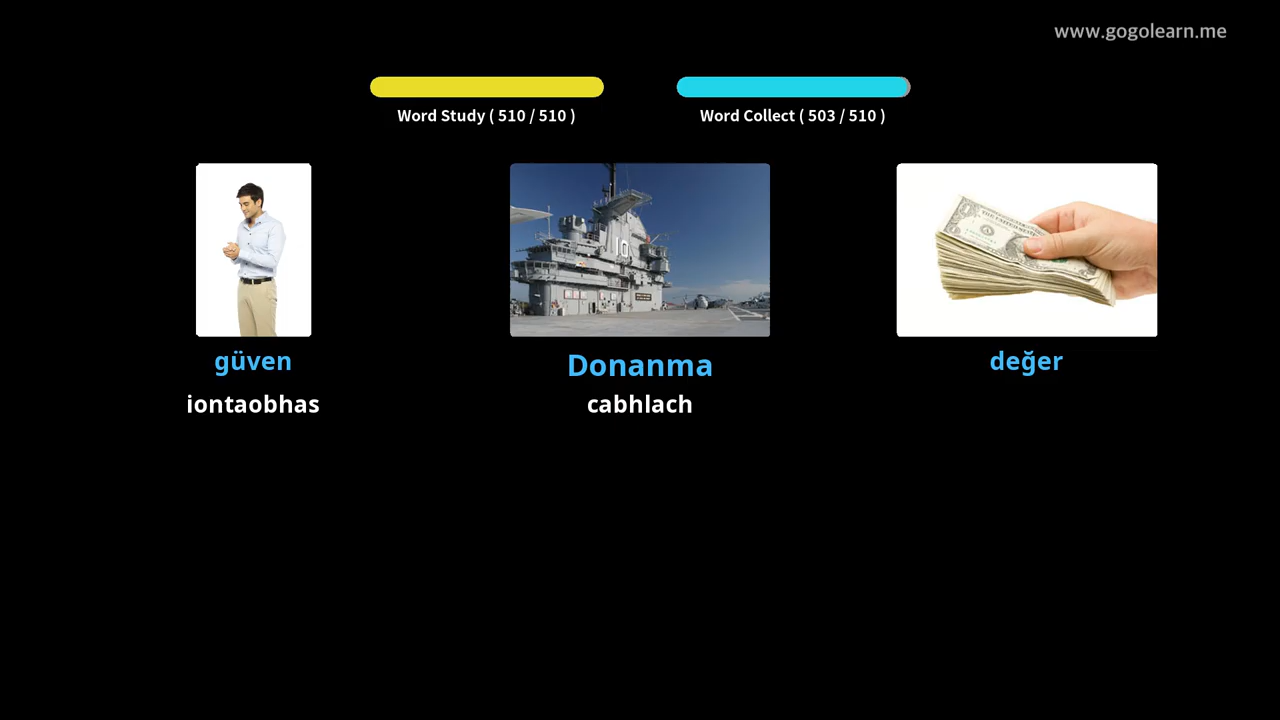 www.gogolearn.me
Word Study ( 510 / 510 )
Word Collect ( 503 / 510 )
güven
Donanma
değer
iontaobhas
cabhlach